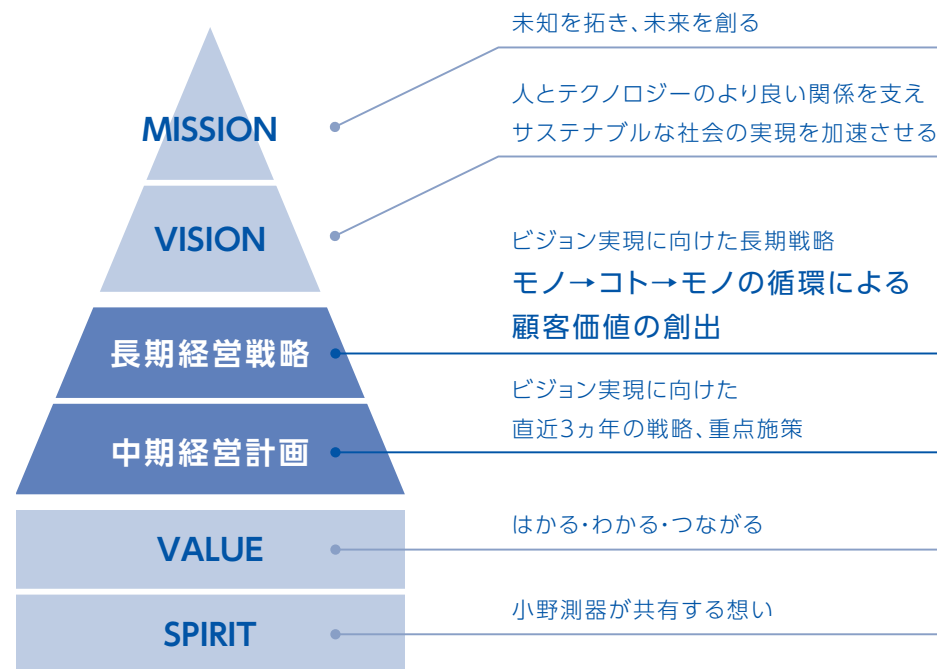 未知を拓き、未来を創る
MISSION
人とテクノロジーのより良い関係を支え
サステナブルな社会の実現を加速させる
VISION
ビジョン実現に向けた長期戦略
モノ→コト→モノの循環による
顧客価値の創出
長期経営戦略
ビジョン実現に向けた
直近3ヵ年の戦略、重点施策
中期経営計画
はかる・わかる・つながる
VALUE
小野測器が共有する想い
SPIRIT